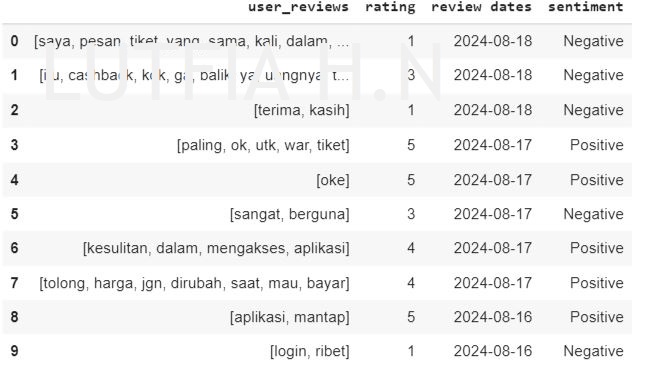 user_reviews rating review dates sentiment
0 [saya, pesan, tiket, yang, sama, kali, dalam, ... 1 2024-08-18 Negative
1 cashback, kok, ga, balik, ya, t... 3 2024-08-18 Negative
LUTFIA H.N
2 [terima, kasih] 1 2024-08-18 Negative
3 [paling, ok, utk, war, tiket] 5 2024-08-17 Positive
4 [oke] 5 2024-08-17 Positive
5 [sangat, berguna] 3 2024-08-17 Negative
6 [kesulitan, dalam, mengakses, aplikasi] 4 2024-08-17 Positive
7 [tolong, harga, jgn, dirubah, saat, mau, bayar] 4 2024-08-17 Positive
8 [aplikasi, mantap] 5 2024-08-16 Positive
9 [login, ribet] 1 2024-08-16 Negative